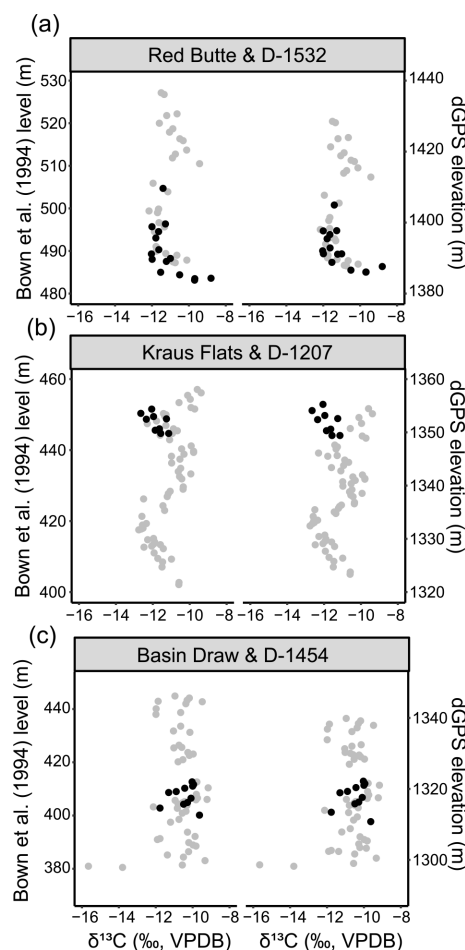 (a)
Red Butte & D-1532
Bown et al. (1994) level (m)
530
520
510
500
490
480
1440
1420
1400
1380
dGPS elevation (m)
−16 −14 −12 −10 −8 −16 −14 −12 −10 −8
(b)
Kraus Flats & D-1207
Bown et al. (1994) level (m)
460
440
420
400
1360
1350
1340
1330
1320
dGPS elevation (m)
−16 −14 −12 −10 −8 −16 −14 −12 −10 −8
(c)
Basin Draw & D-1454
Bown et al. (1994) level (m)
440
420
400
380
1340
1320
1300
dGPS elevation (m)
−16 −14 −12 −10 −8 −16 −14 −12 −10 −8
δ¹³C (‰, VPDB) δ¹³C (‰, VPDB)